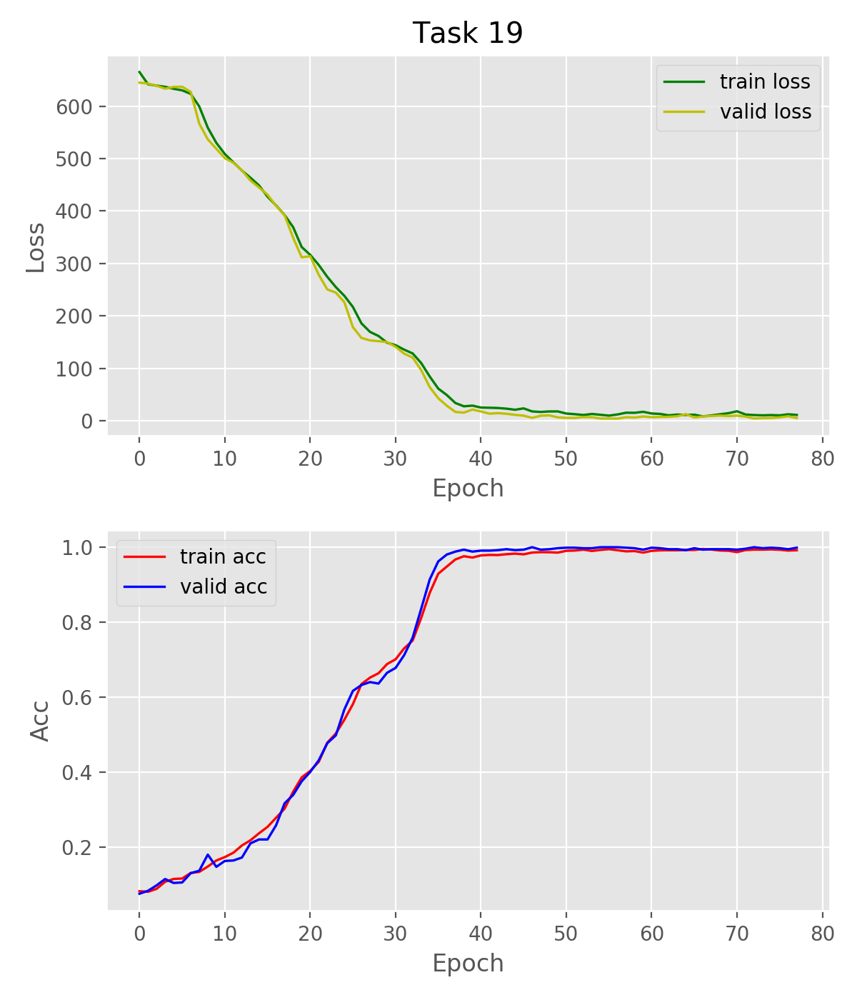 Task 19
600
500
400
300
200
100
0
Loss
train loss
valid loss
0 10 20 30 40 50 60 70 80
Epoch
1.0
0.8
0.6
0.4
0.2
Acc
train acc
valid acc
0 10 20 30 40 50 60 70 80
Epoch